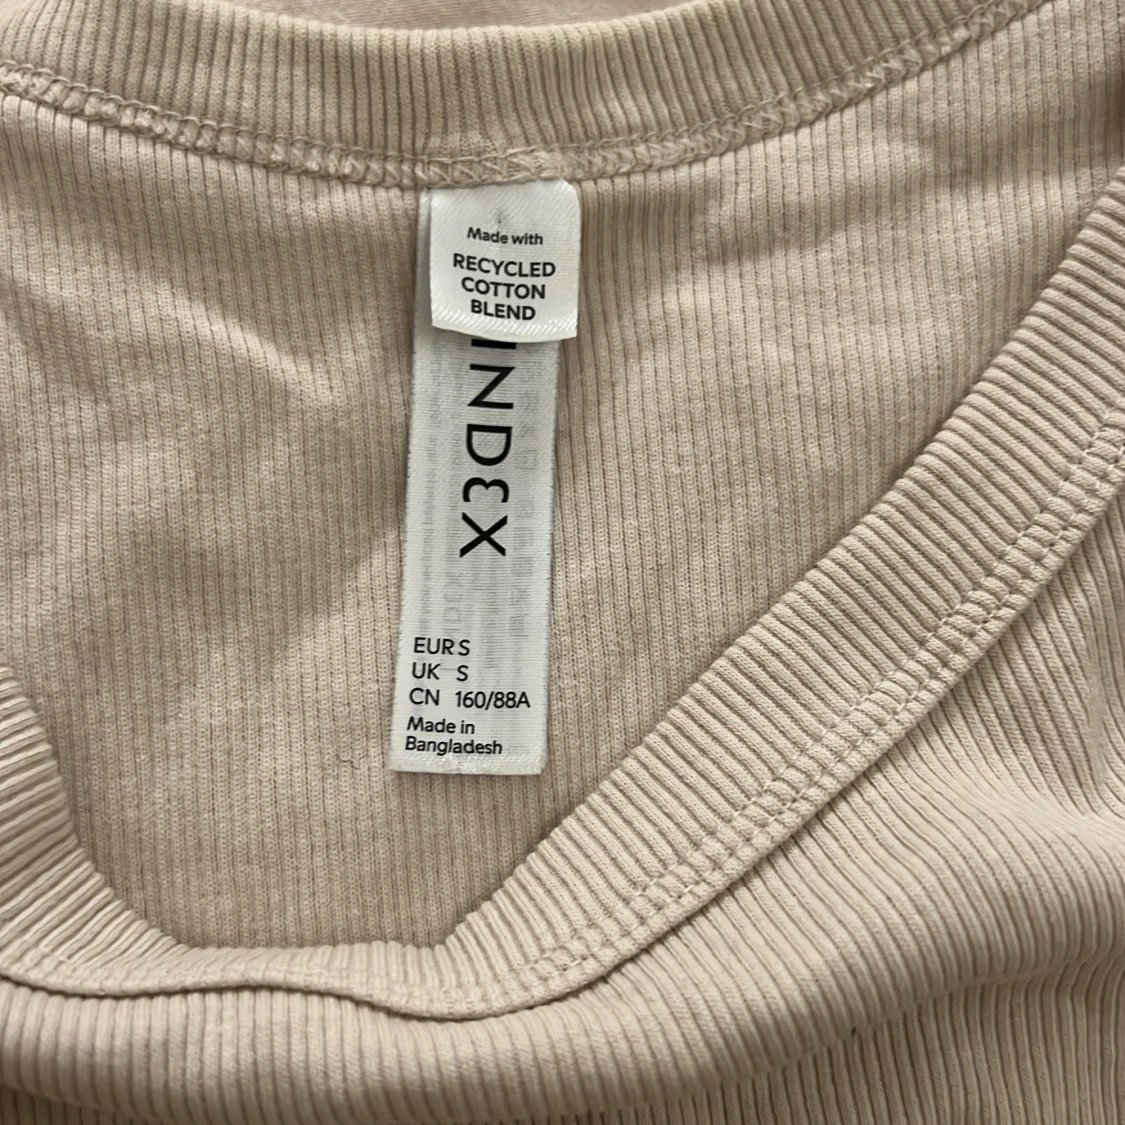 Made with
RECYCLED
COTTON
BLEND
INDEX
EUR S
UK S
CN 160/88A
Made in
Bangladesh